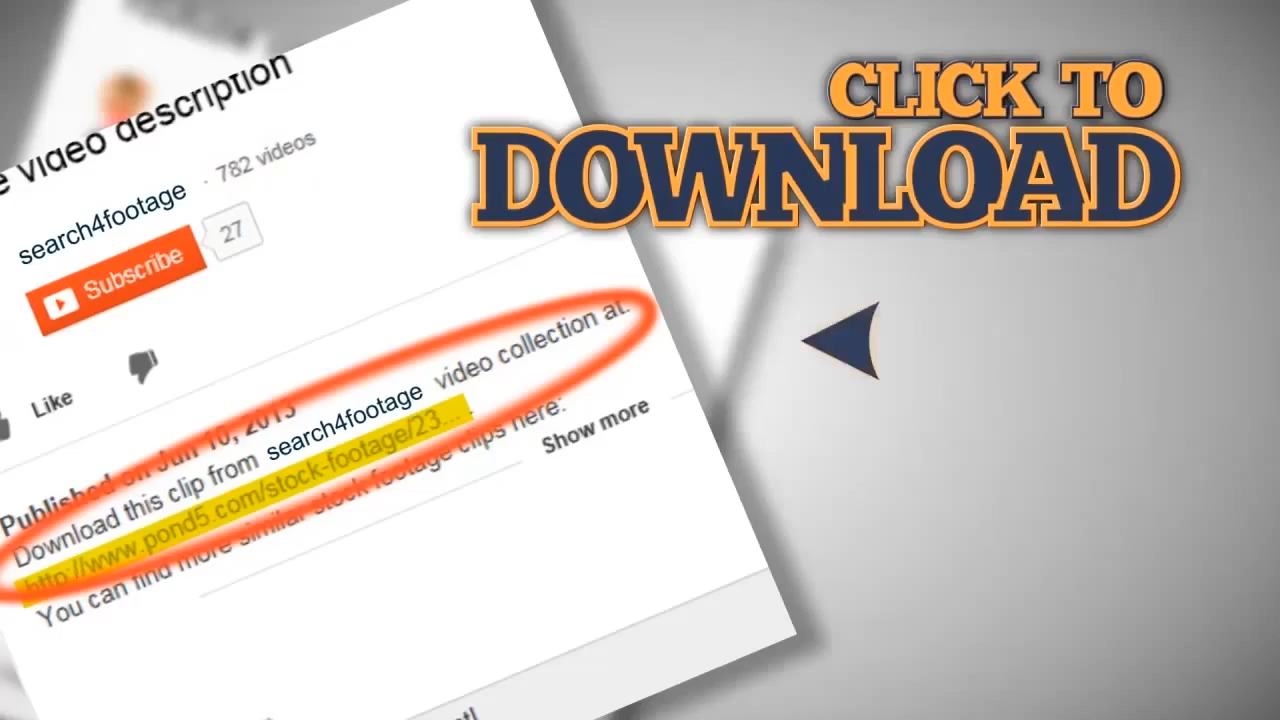 CLICK TO
DOWNLOAD
e video description
search4footage · 782 videos
Subscribe 27
Like
Published on Jun 10, 2013
Download this clip from search4footage video collection at:
http://www.pond5.com/stock-footage/23...
You can find more similar stock footage clips here:
Show more